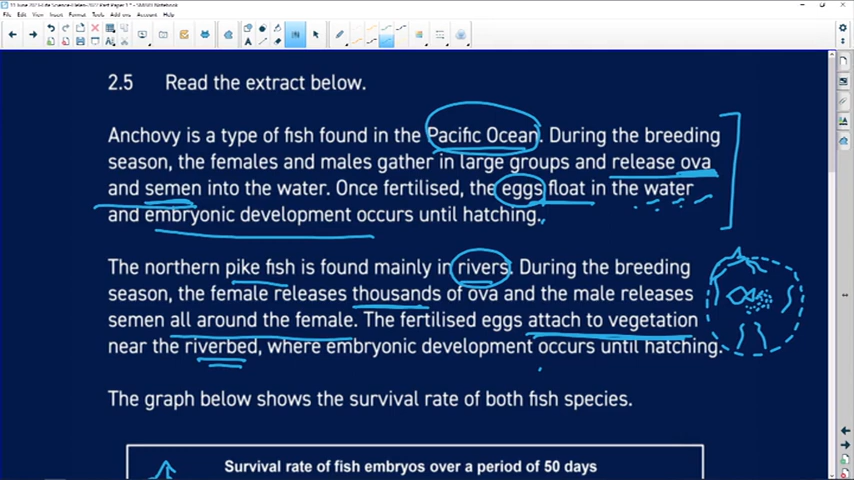 File Edit View Insert Format Tools Add-ons Account Help
2.5 Read the extract below.
Anchovy is a type of fish found in the Pacific Ocean. During the breeding
season, the females and males gather in large groups and release ova
and semen into the water. Once fertilised, the eggs float in the water
and embryonic development occurs until hatching.
The northern pike fish is found mainly in rivers. During the breeding
season, the female releases thousands of ova and the male releases
semen all around the female. The fertilised eggs attach to vegetation
near the riverbed, where embryonic development occurs until hatching.
The graph below shows the survival rate of both fish species.
Survival rate of fish embryos over a period of 50 days